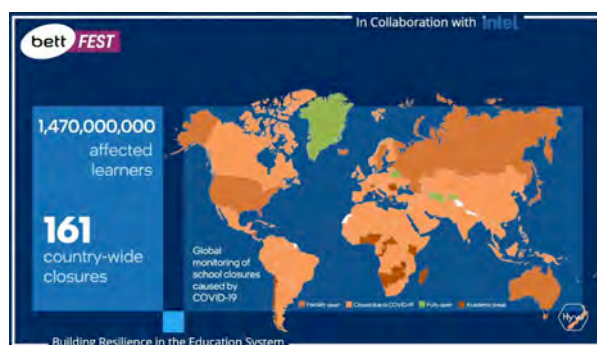 In Collaboration with intel
bett FEST
1,470,000,000
affected
learners
161
country-wide
closures
Global
monitoring of
school closures
caused by
COVID-19
Partially open
Closed due to COVID-19
Fully open
Academic break
Building Resilience in the Education System